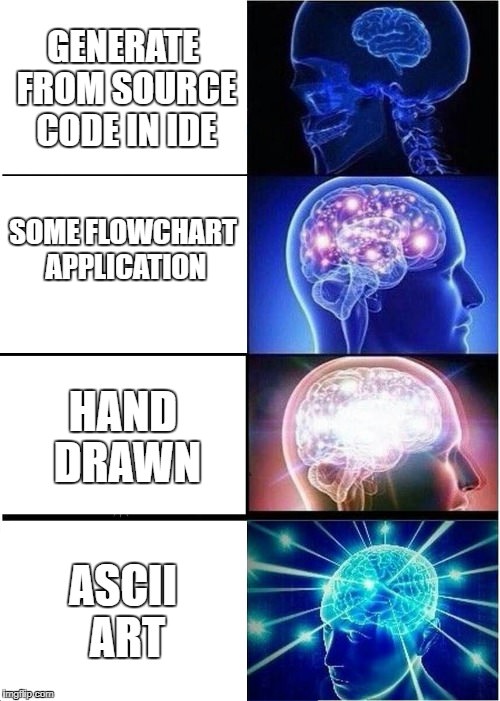 GENERATE
FROM SOURCE
CODE IN IDE
SOME FLOWCHART
APPLICATION
HAND
DRAWN
ASCII
ART
imgflip.com